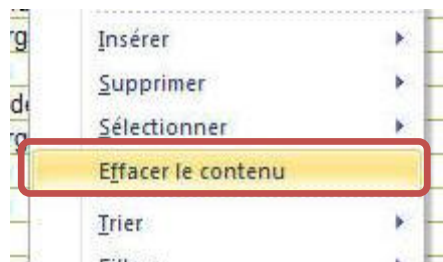 Insérer
Supprimer
Sélectionner
Effacer le contenu
Trier